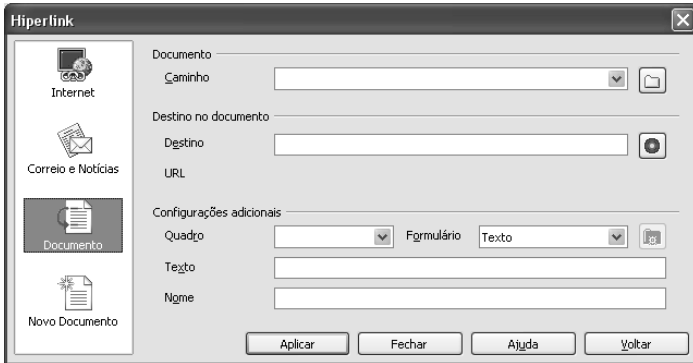 Hiperlink
Internet
Correio e Notícias
Documento
Novo Documento
Documento
Caminho
Destino no documento
Destino
URL
Configurações adicionais
Quadro
Formulário Texto
Texto
Nome
Aplicar Fechar Ajuda Voltar